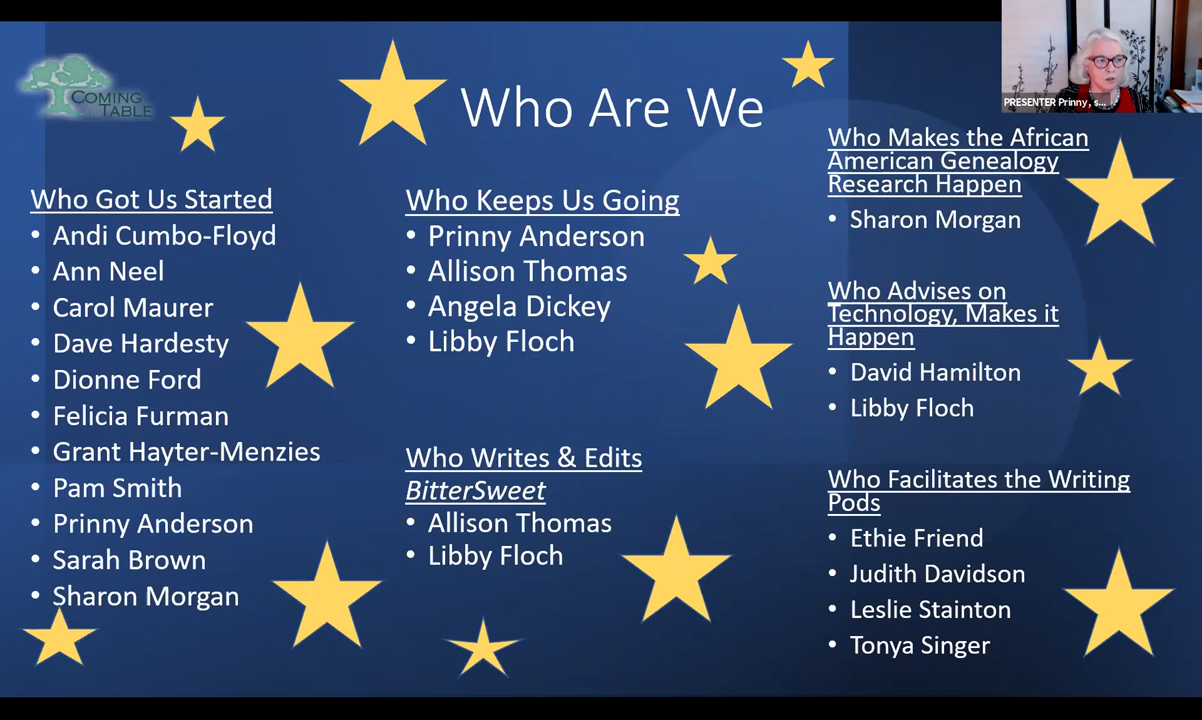 COMING
TO THE TABLE
Who Are We
PRESENTER Prinny, s...
Who Got Us Started
• Andi Cumbo-Floyd
• Ann Neel
• Carol Maurer
• Dave Hardesty
• Dionne Ford
• Felicia Furman
• Grant Hayter-Menzies
• Pam Smith
• Prinny Anderson
• Sarah Brown
• Sharon Morgan
Who Keeps Us Going
• Prinny Anderson
• Allison Thomas
• Angela Dickey
• Libby Floch
Who Writes & Edits
BitterSweet
• Allison Thomas
• Libby Floch
Who Makes the African
American Genealogy
Research Happen
• Sharon Morgan
Who Advises on
Technology, Makes it
Happen
• David Hamilton
• Libby Floch
Who Facilitates the Writing
Pods
• Ethie Friend
• Judith Davidson
• Leslie Stainton
• Tonya Singer